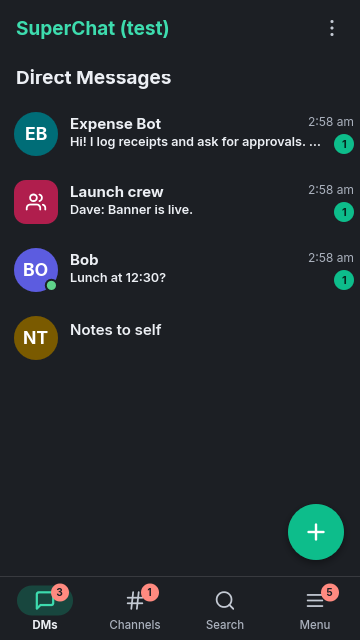 SuperChat (test)
Direct Messages
EB
Expense Bot
2:58 am
Hi! I log receipts and ask for approvals. ...
1
Launch crew
2:58 am
Dave: Banner is live.
1
BO
Bob
2:58 am
Lunch at 12:30?
1
NT
Notes to self
3
1
5
DMs
Channels
Search
Menu